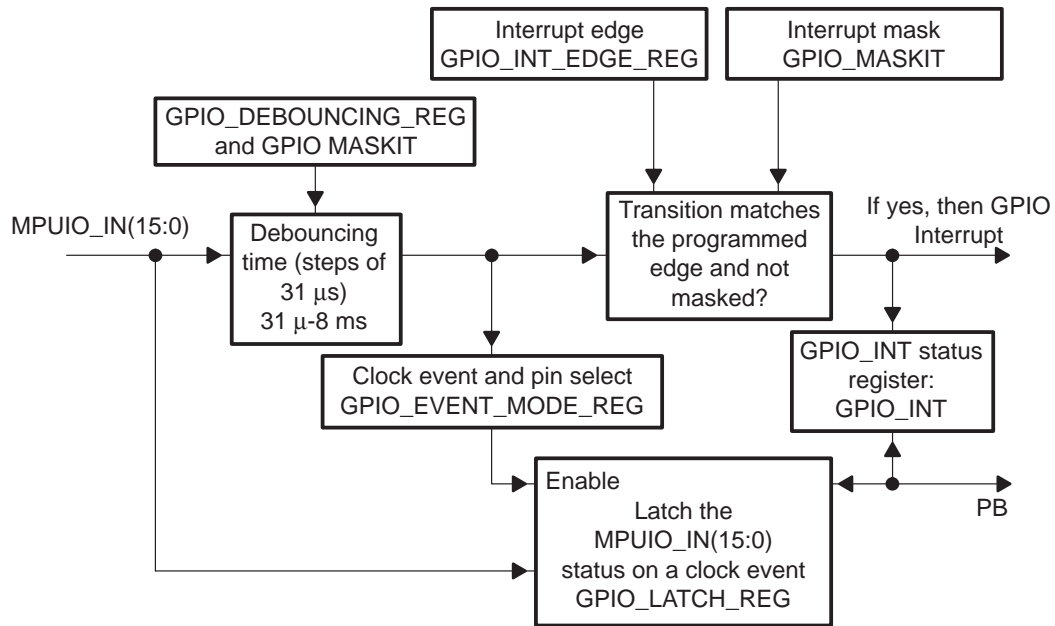 Interrupt edge
GPIO_INT_EDGE_REG
Interrupt mask
GPIO_MASKIT
GPIO_DEBOUNCING_REG
and GPIO MASKIT
MPUIO_IN(15:0)
Debouncing
time (steps of
31 μs)
31 μ-8 ms
Transition matches
the programmed
edge and not
masked?
If yes, then GPIO
Interrupt
Clock event and pin select
GPIO_EVENT_MODE_REG
GPIO_INT status
register:
GPIO_INT
Enable
Latch the
MPUIO_IN(15:0)
status on a clock event
GPIO_LATCH_REG
PB